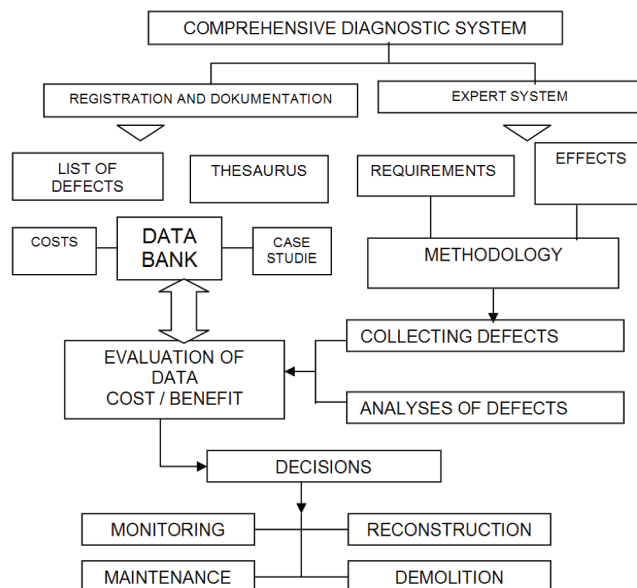 COMPREHENSIVE DIAGNOSTIC SYSTEM
REGISTRATION AND DOKUMENTATION
EXPERT SYSTEM
LIST OF
DEFECTS
THESAURUS
REQUIREMENTS
EFFECTS
COSTS
DATA
BANK
CASE
STUDIE
METHODOLOGY
COLLECTING DEFECTS
EVALUATION OF
DATA
COST / BENEFIT
ANALYSES OF DEFECTS
DECISIONS
MONITORING
RECONSTRUCTION
MAINTENANCE
DEMOLITION